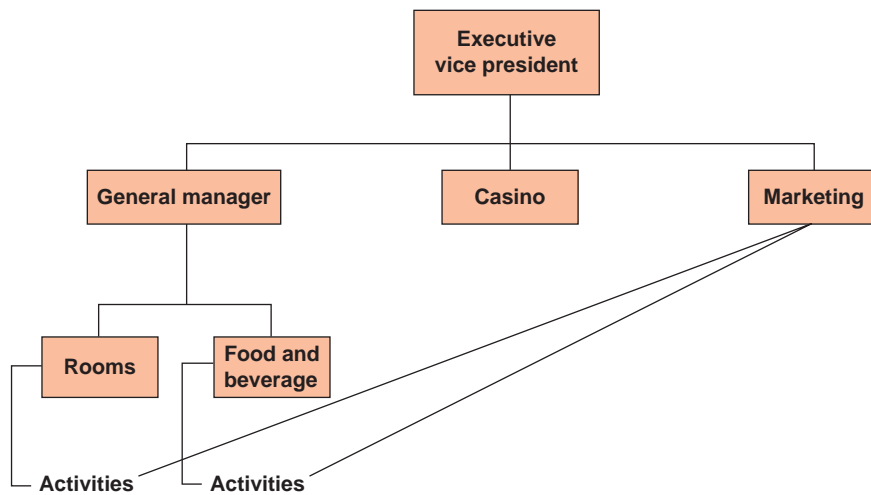 Executive
vice president
General manager
Casino
Marketing
Rooms
Food and
beverage
Activities
Activities